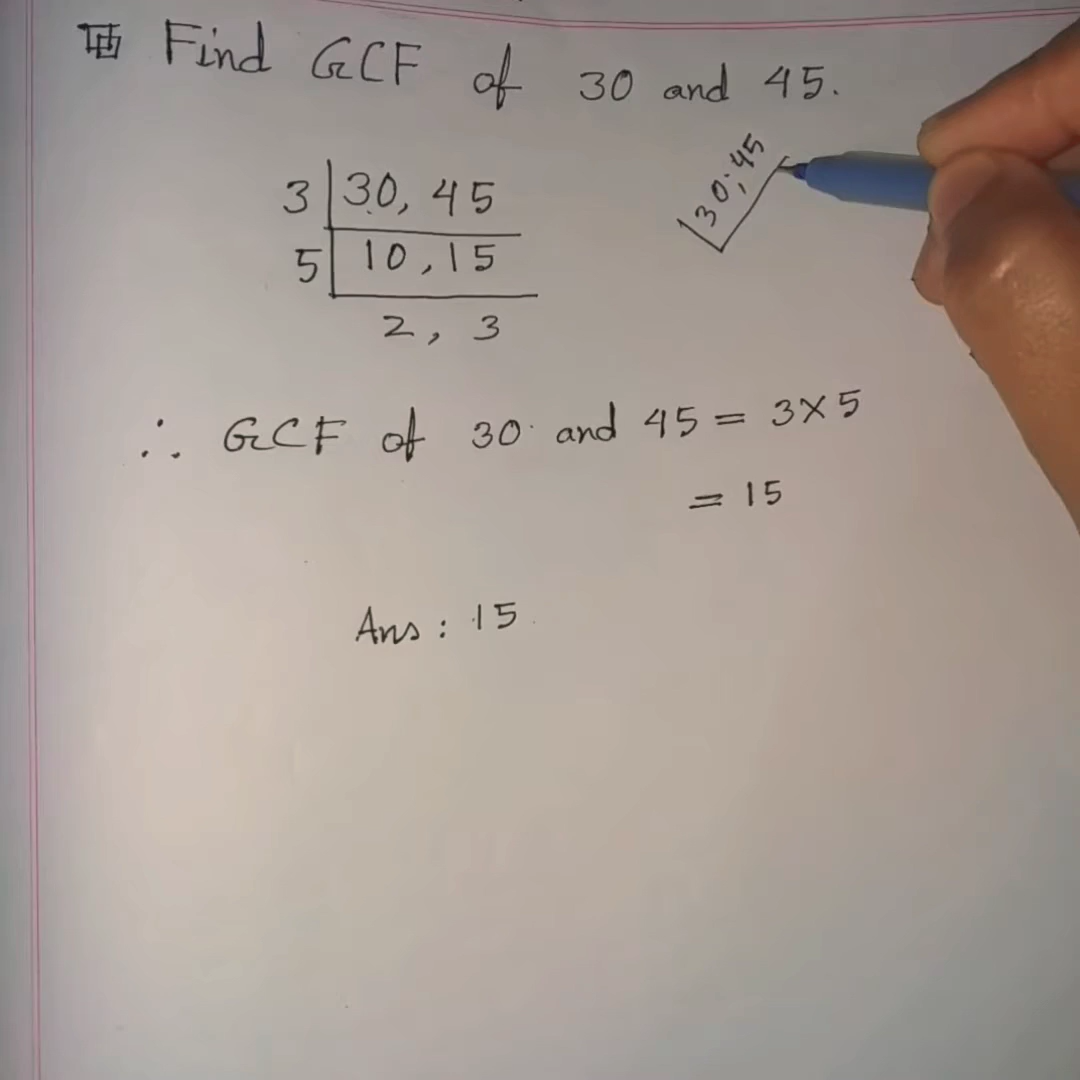 Find GCF of 30 and 45.
3 | 30, 45
5 | 10, 15
2, 3
30, 45
∴ GCF of 30 and 45 = 3×5
= 15
Ans: 15